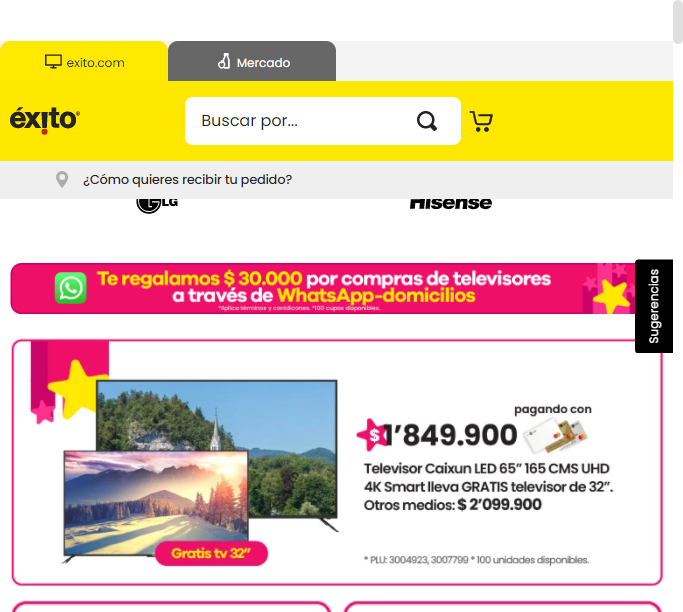 exito.com
Mercado
éxito
Buscar por...
¿Cómo quieres recibir tu pedido?
LG
Hisense
Te regalamos $ 30.000 por compras de televisores
a través de WhatsApp-domicilios
*Aplica términos y condiciones. *100 cupos disponibles.
Sugerencias
pagando con
$ 1'849.900
Televisor Caixun LED 65" 165 CMS UHD
4K Smart lleva GRATIS televisor de 32".
Otros medios: $ 2'099.900
Gratis tv 32"
* PLU: 3004923, 3007799 * 100 unidades disponibles.